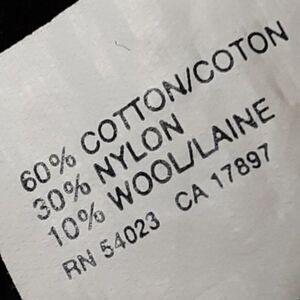 60% COTTON/COTON
30% NYLON
10% WOOL/LAINE
RN 54023 CA 17897